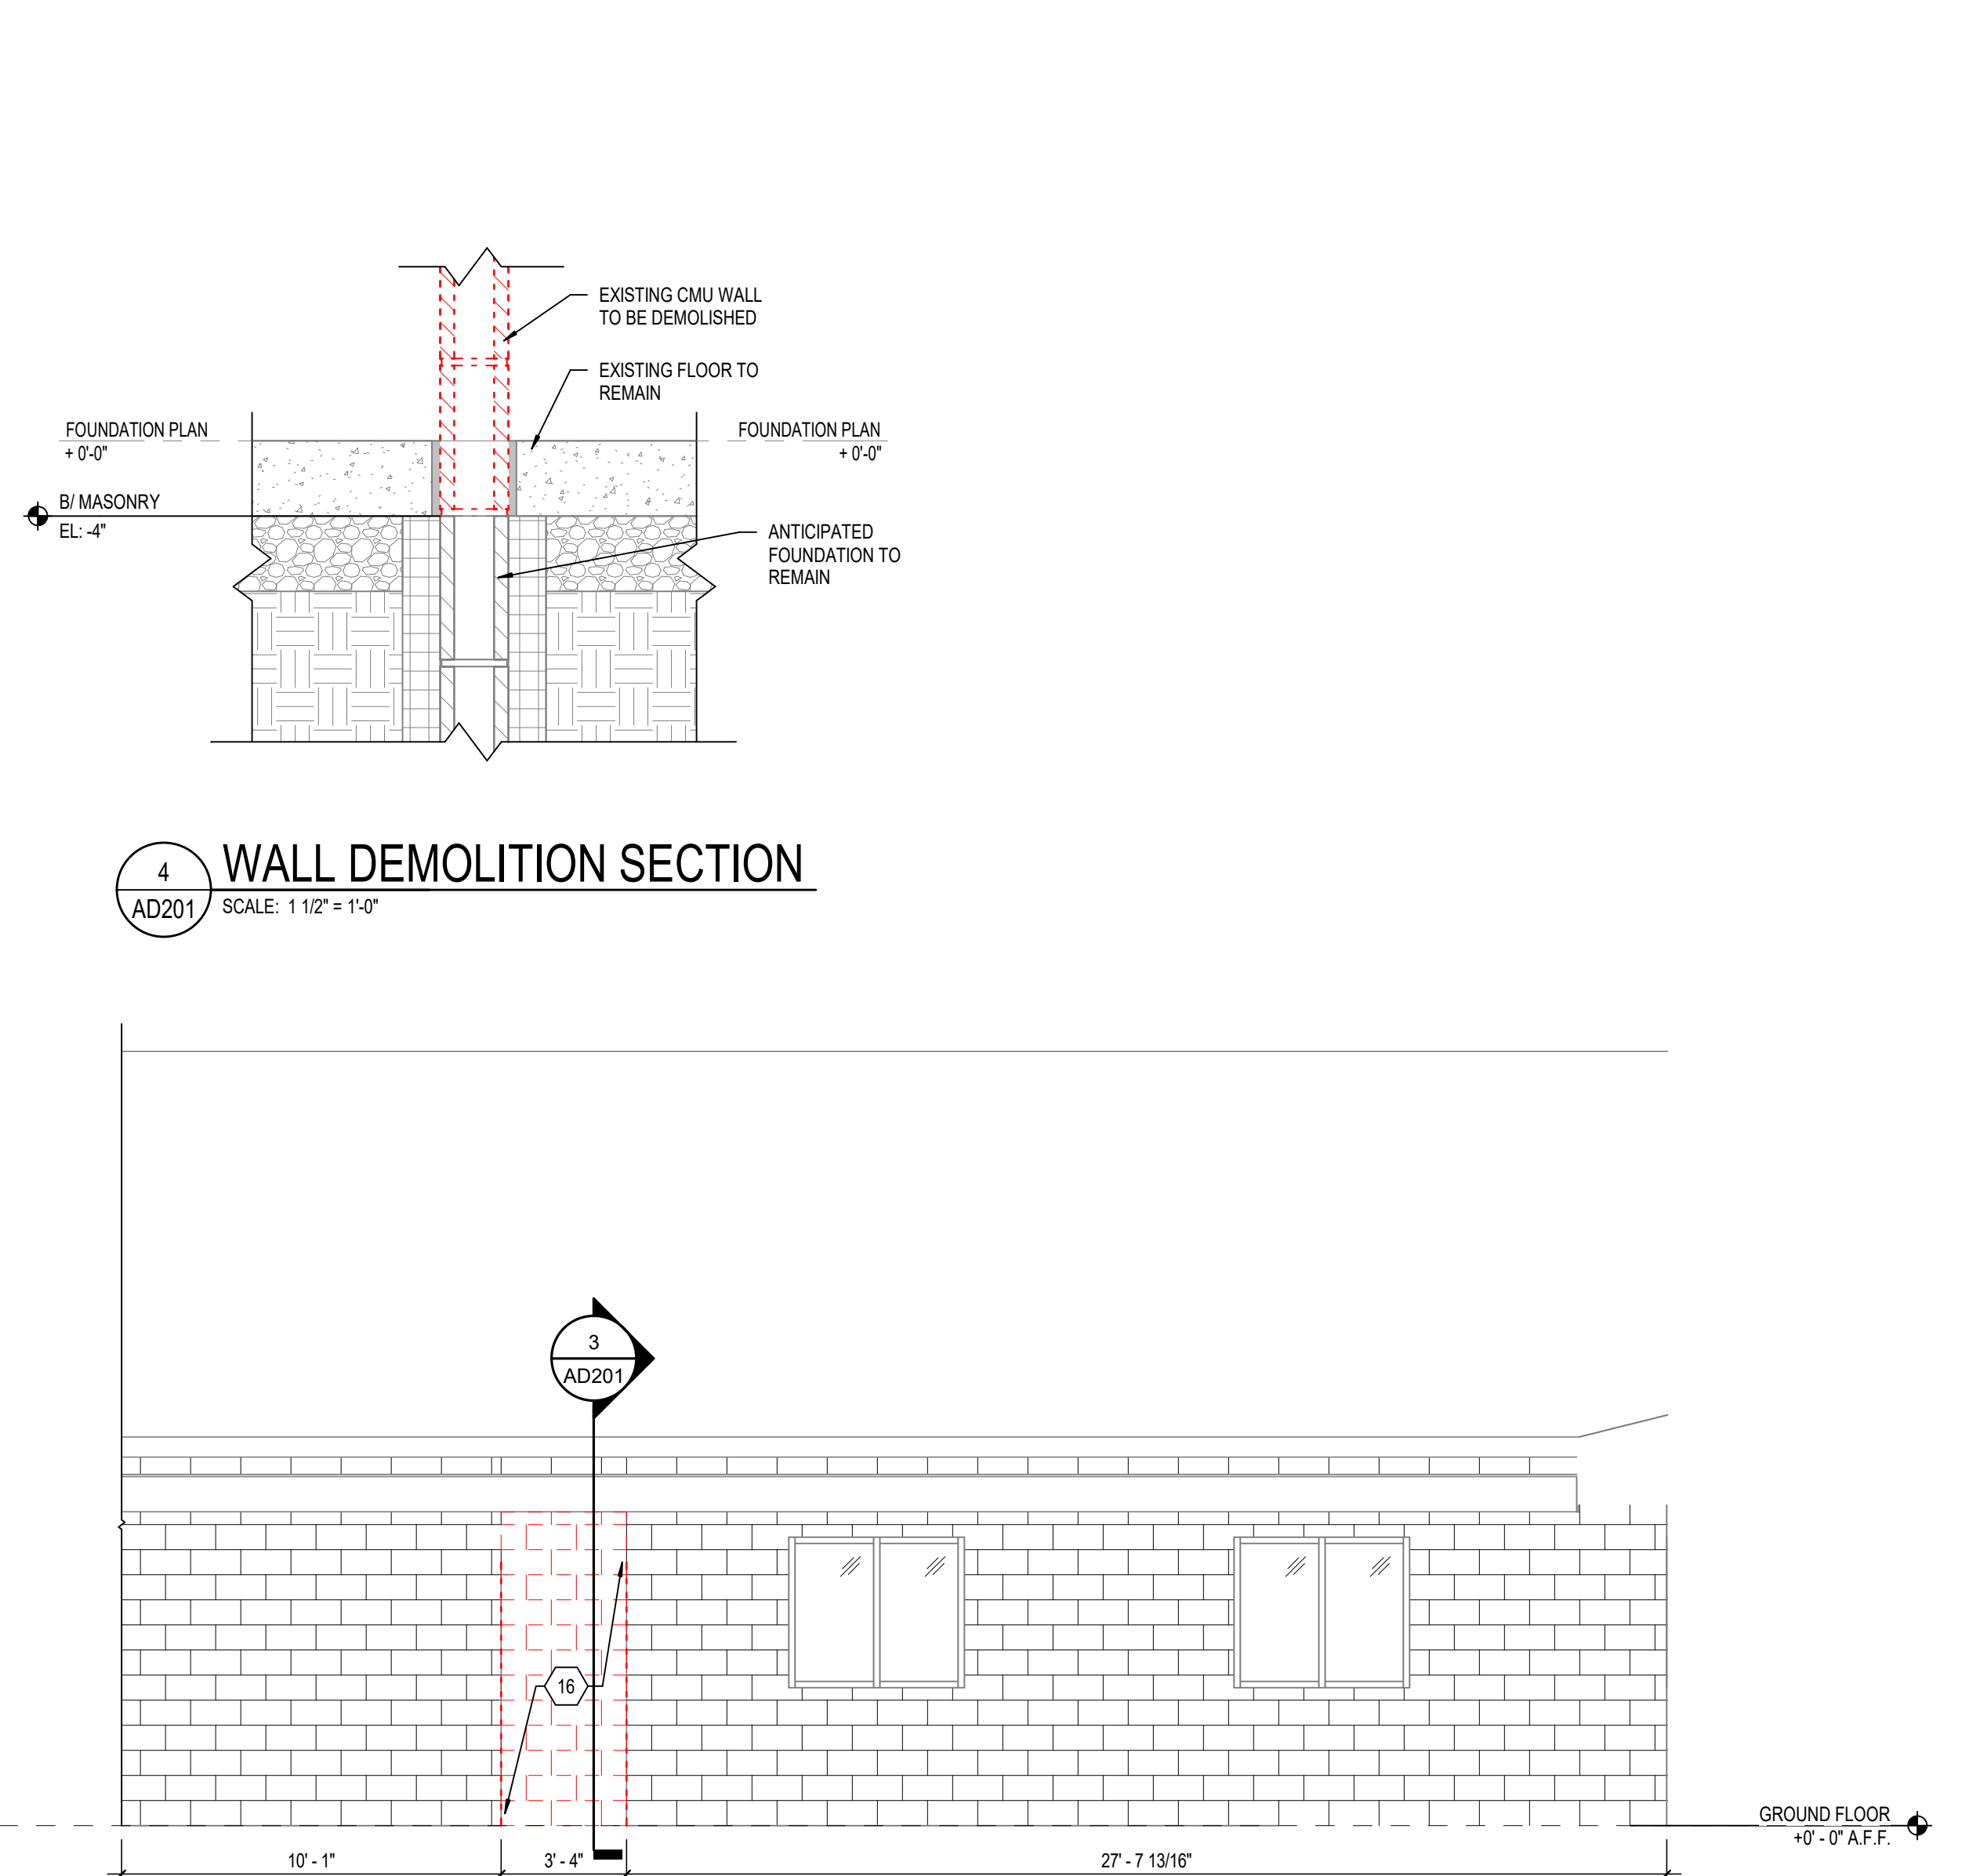 EXISTING CMU WALL
TO BE DEMOLISHED
EXISTING FLOOR TO
REMAIN
FOUNDATION PLAN
+ 0'-0"
FOUNDATION PLAN
+ 0'-0"
B/ MASONRY
EL: -4"
ANTICIPATED
FOUNDATION TO
REMAIN
4
AD201
WALL DEMOLITION SECTION
SCALE: 1 1/2" = 1'-0"
3
AD201
16
GROUND FLOOR
+0' - 0" A.F.F.
10' - 1"
3' - 4"
27' - 7 13/16"